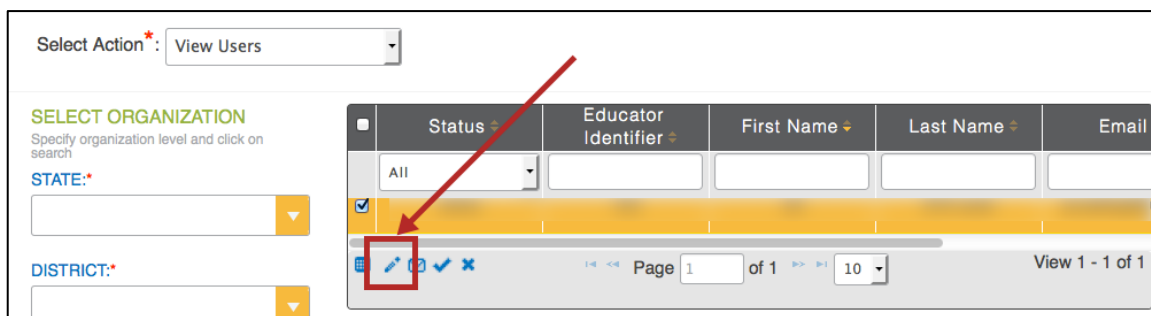 Select Action*: View Users
SELECT ORGANIZATION
Specify organization level and click on
search
STATE:*
DISTRICT:*
Status
Educator
Identifier
First Name
Last Name
Email
All
Page 1 of 1 10
View 1 - 1 of 1